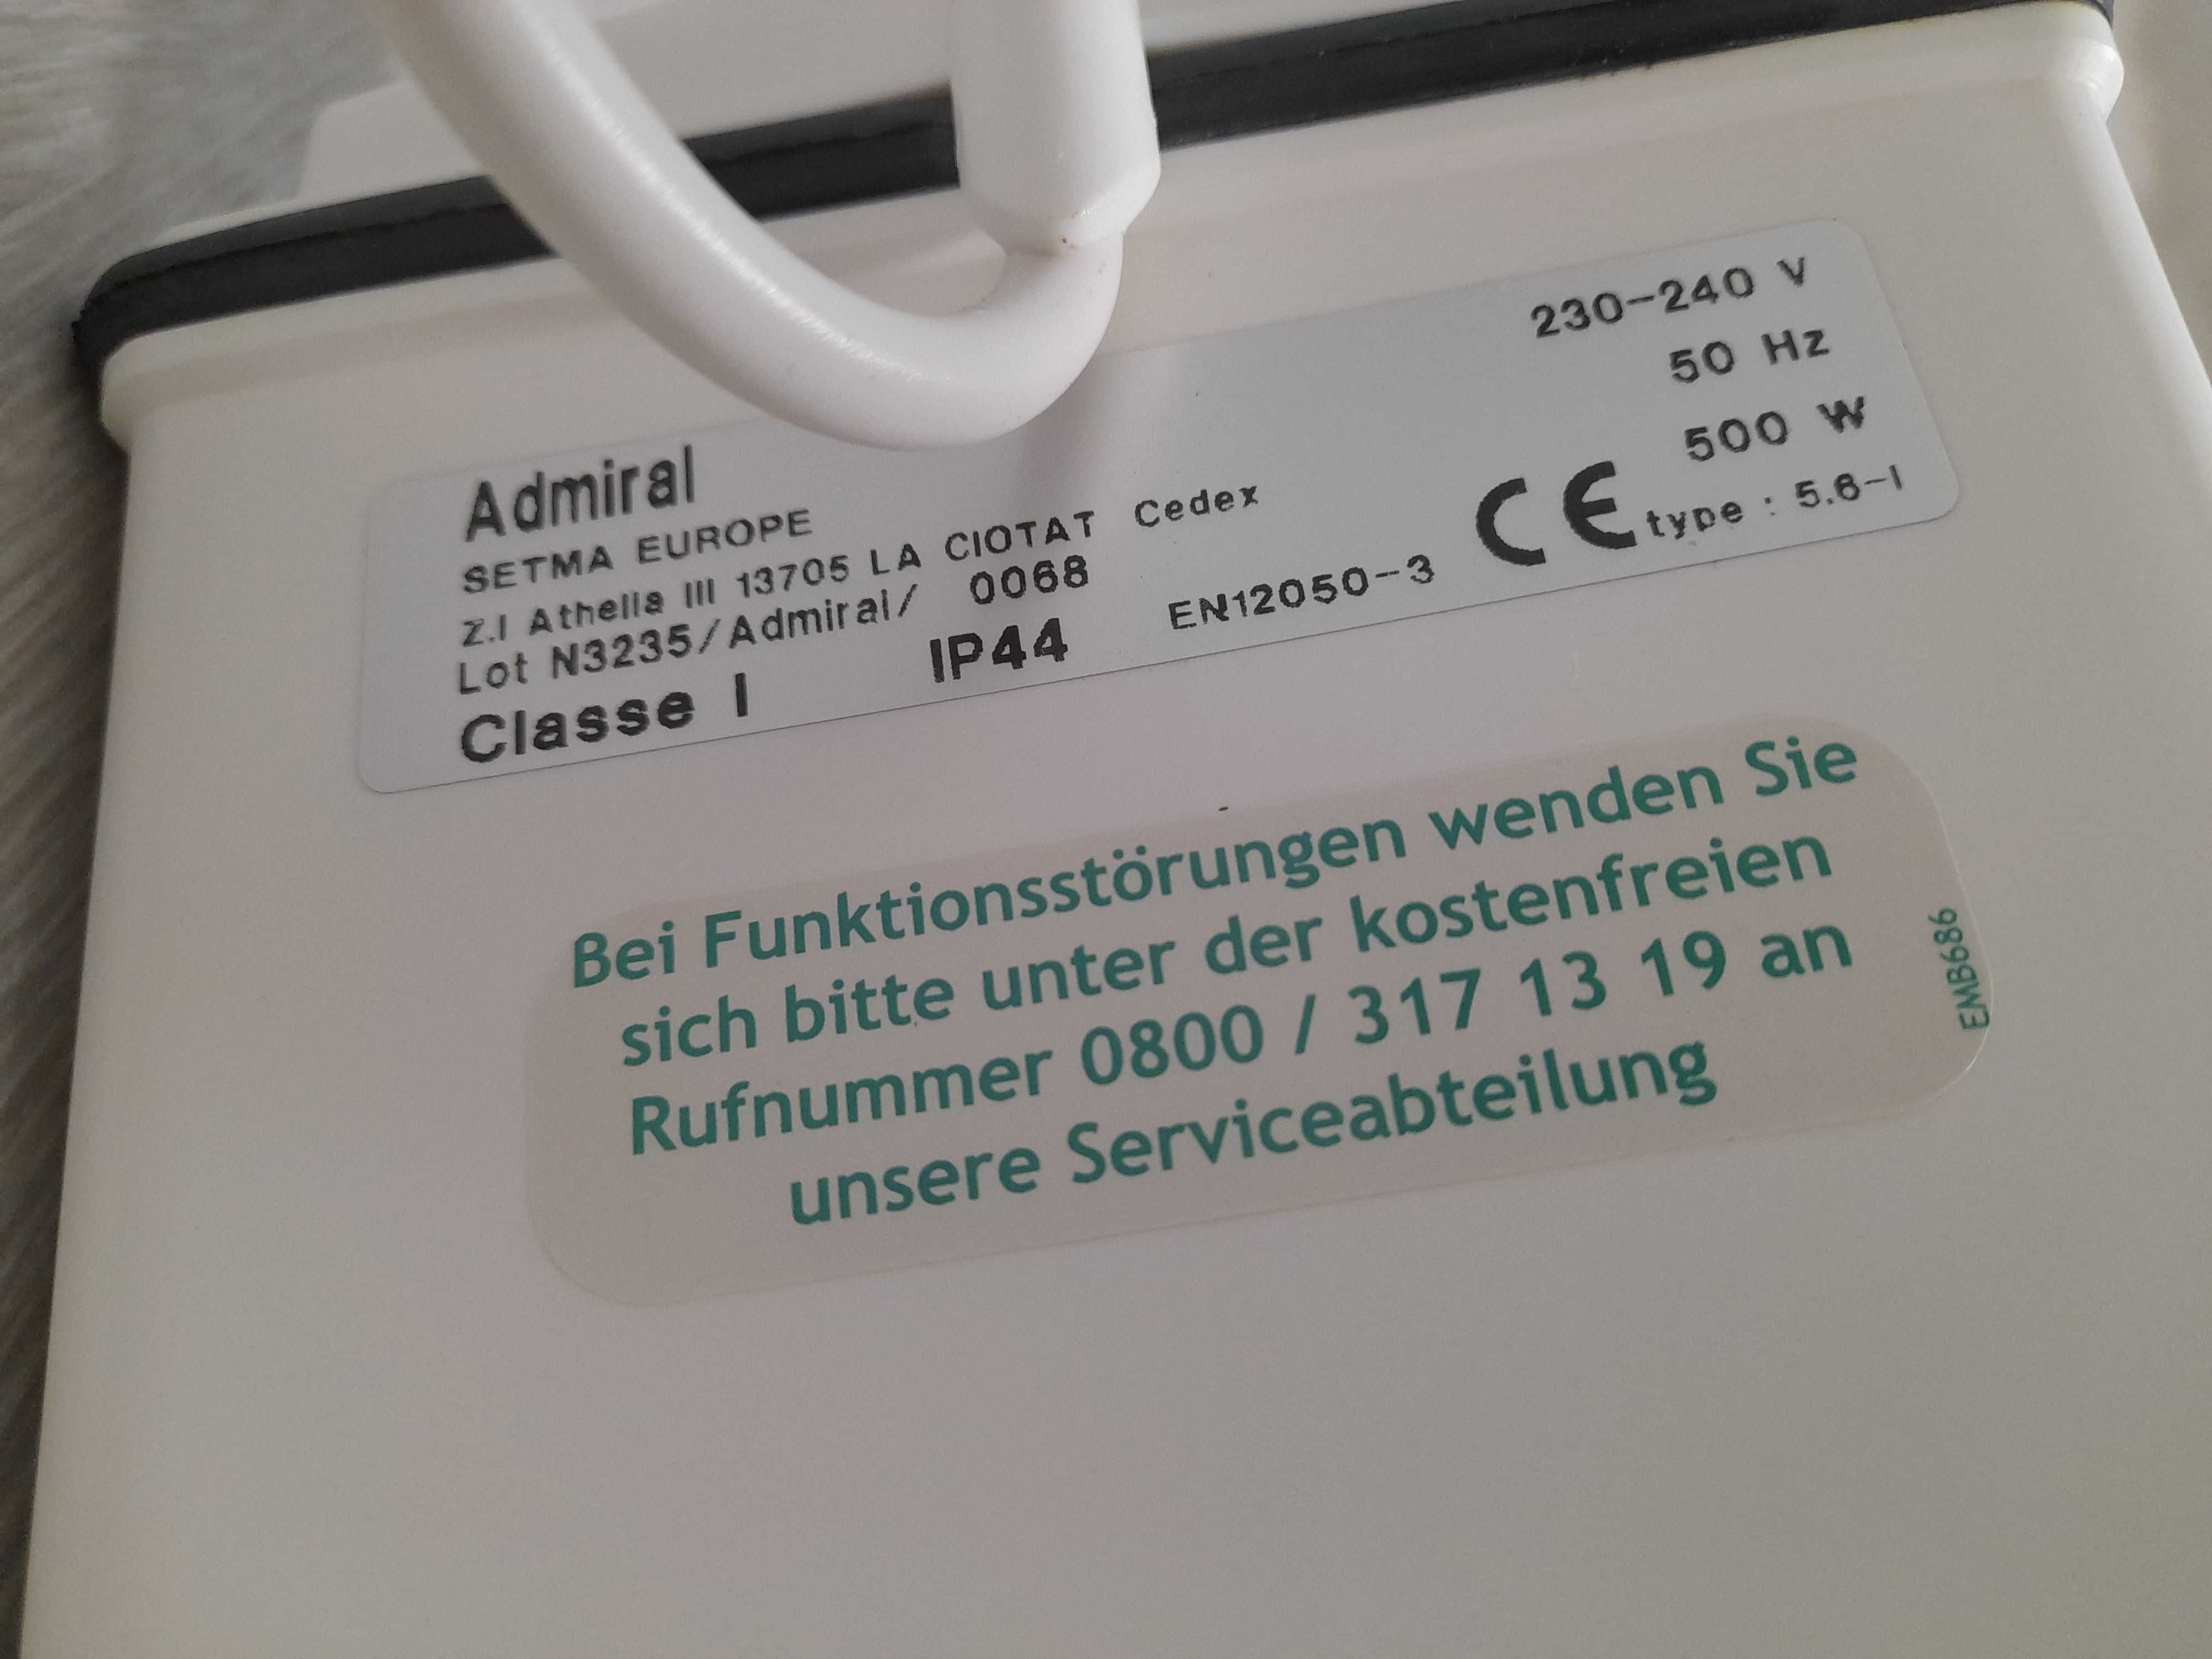 Admiral
SETMA EUROPE
Z.I Athelia III 13705 LA CIOTAT Cedex
Lot N3235/Admiral/ 0068
Classe I IP44 EN12050-3 CE
230-240 V
50 Hz
500 W
type : 5.6-I
Bei Funktionsstörungen wenden Sie
sich bitte unter der kostenfreien
Rufnummer 0800 / 317 13 19 an
unsere Serviceabteilung
EMB686